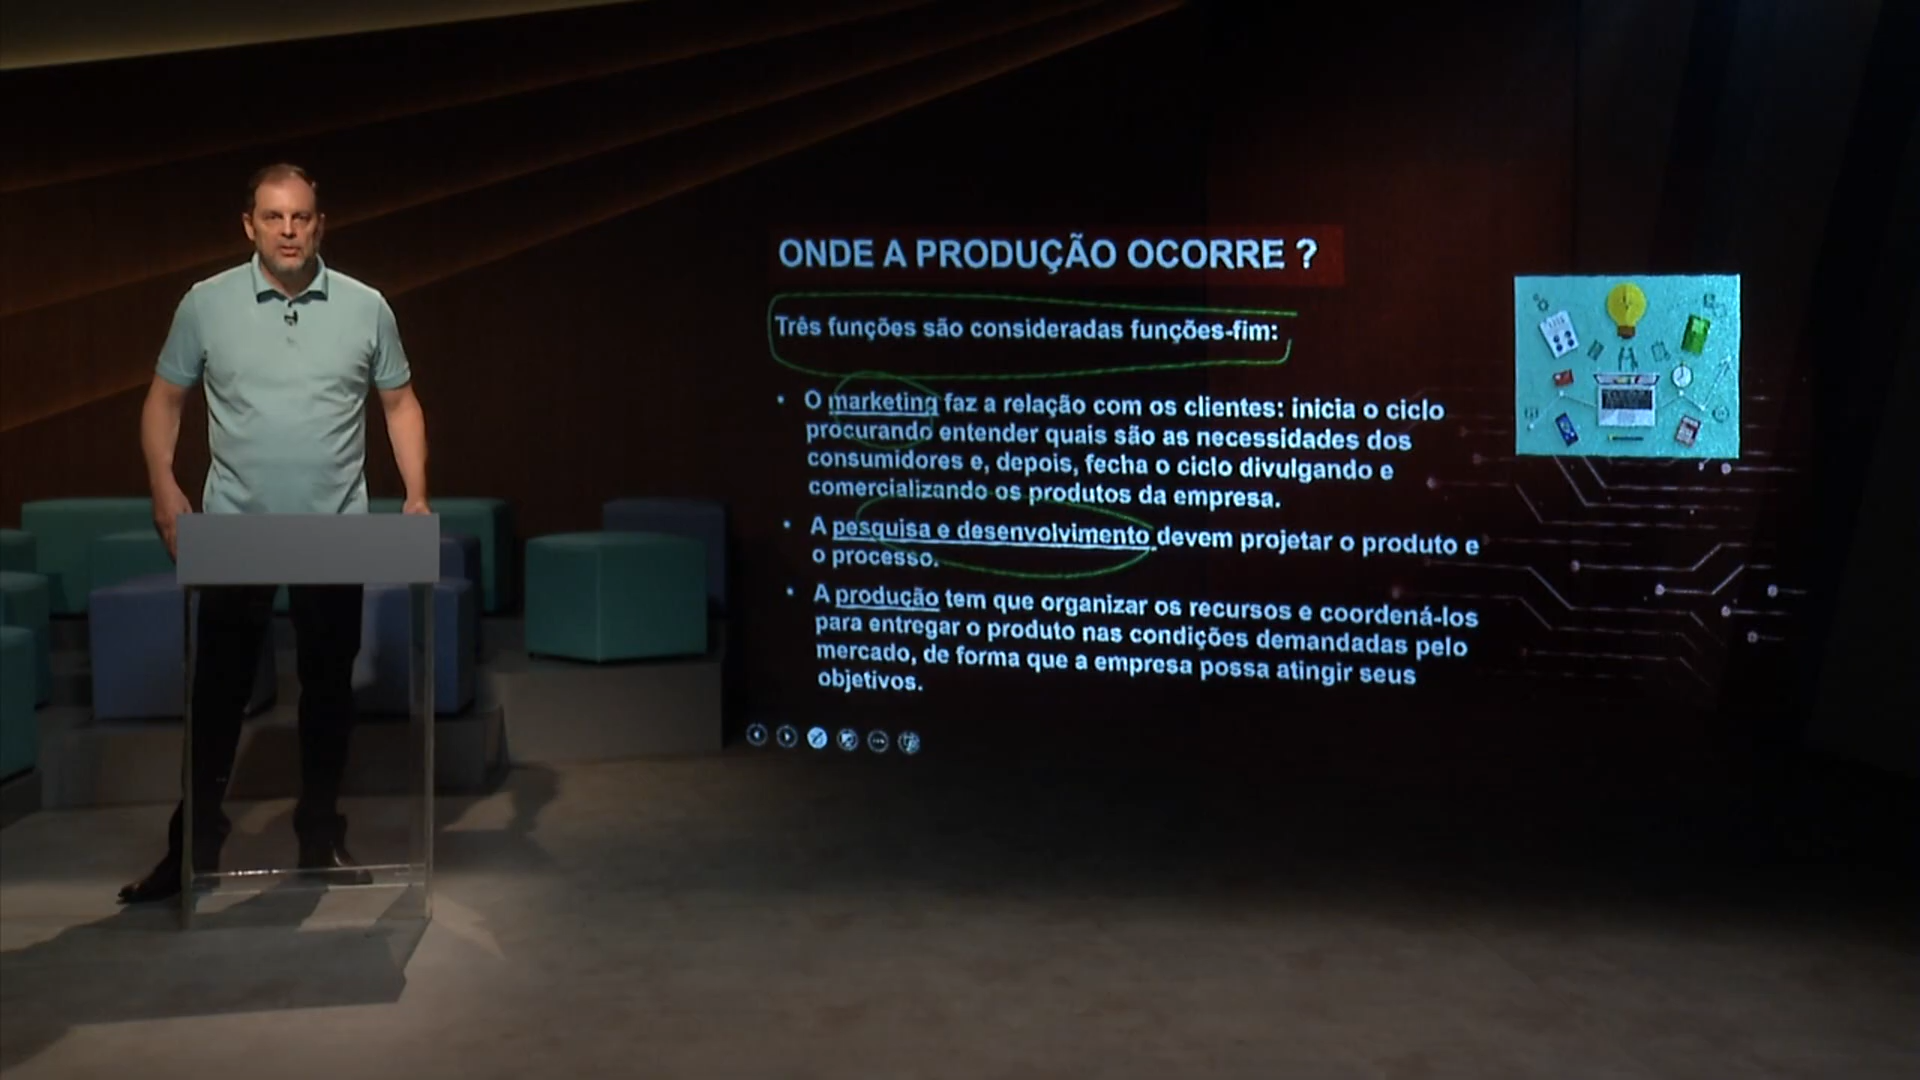 ONDE A PRODUÇÃO OCORRE ?
Três funções são consideradas funções-fim:
• O marketing faz a relação com os clientes: inicia o ciclo
procurando entender quais são as necessidades dos
consumidores e, depois, fecha o ciclo divulgando e
comercializando os produtos da empresa.
• A pesquisa e desenvolvimento devem projetar o produto e
o processo.
• A produção tem que organizar os recursos e coordená-los
para entregar o produto nas condições demandadas pelo
mercado, de forma que a empresa possa atingir seus
objetivos.